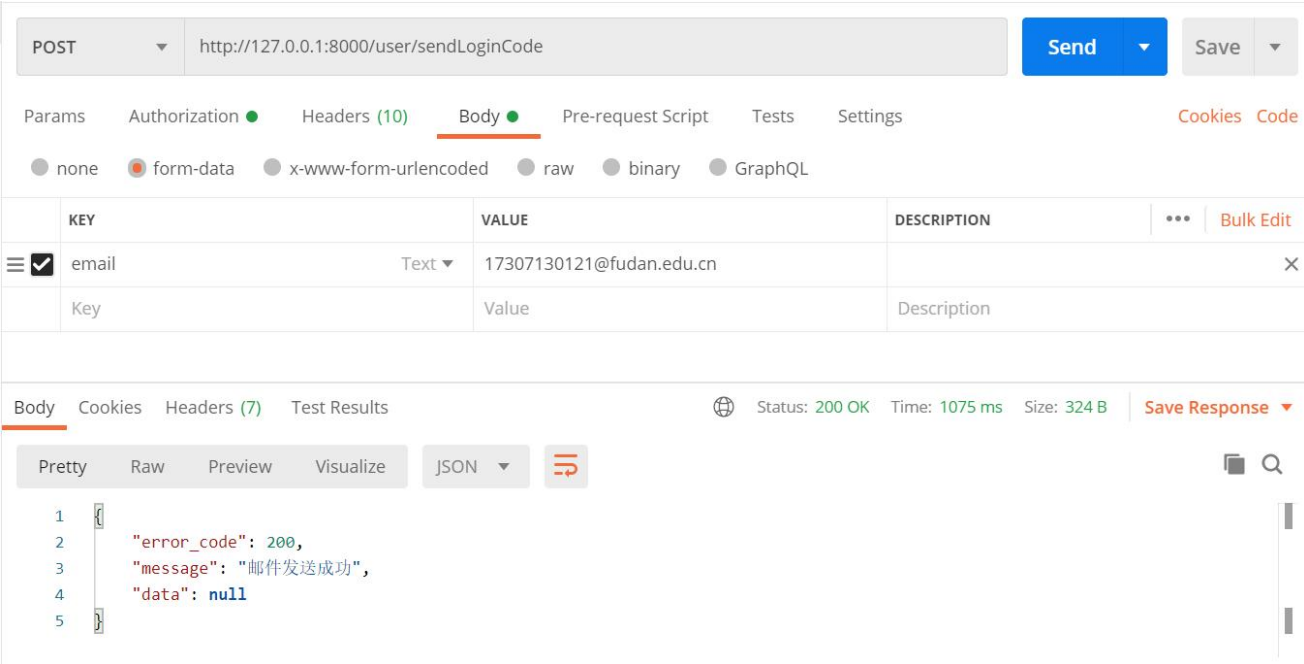 POST http://127.0.0.1:8000/user/sendLoginCode Send Save
Params Authorization Headers (10) Body Pre-request Script Tests Settings Cookies Code
none form-data x-www-form-urlencoded raw binary GraphQL
KEY VALUE DESCRIPTION ••• Bulk Edit
email Text 17307130121@fudan.edu.cn
Key Value Description
Body Cookies Headers (7) Test Results Status: 200 OK Time: 1075 ms Size: 324 B Save Response
Pretty Raw Preview Visualize JSON
1 {
2 "error_code": 200,
3 "message": "邮件发送成功",
4 "data": null
5 }